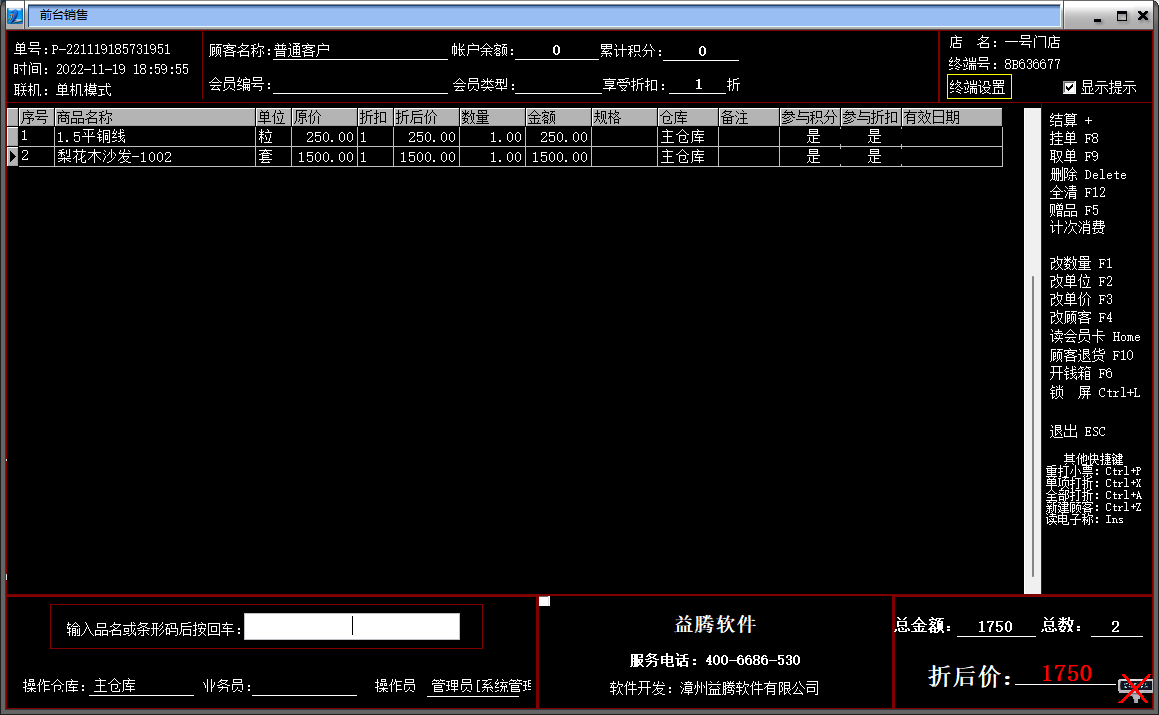 前台销售
单号:P-221119185731951
时间: 2022-11-19 18:59:55
联机: 单机模式
顾客名称:普通客户 帐户余额: 0 累计积分: 0
会员编号: 会员类型: 享受折扣: 1 折
店 名: 一号门店
终端号: 8B636677
终端设置 显示提示
序号 商品名称 单位 原价 折扣 折后价 数量 金额 规格 仓库 备注 参与积分 参与折扣 有效日期
1 1.5平铜线 粒 250.00 1 250.00 1.00 250.00 主仓库 是 是
2 梨花木沙发-1002 套 1500.00 1 1500.00 1.00 1500.00 主仓库 是 是
结算 +
挂单 F8
取单 F9
删除 Delete
全清 F12
赠品 F5
计次消费
改数量 F1
改单位 F2
改单价 F3
改顾客 F4
读会员卡 Home
顾客退货 F10
开钱箱 F6
锁 屏 Ctrl+L
退出 ESC
其他快捷键
重打小票: Ctrl+P
单项打折: Ctrl+X
全部打折: Ctrl+A
新建顾客: Ctrl+Z
读电子称: Ins
输入品名或条形码后按回车:
操作仓库: 主仓库 业务员: 操作员 管理员[系统管理
益腾软件
服务电话: 400-6686-530
软件开发: 漳州益腾软件有限公司
总金额: 1750 总数: 2
折后价: 1750